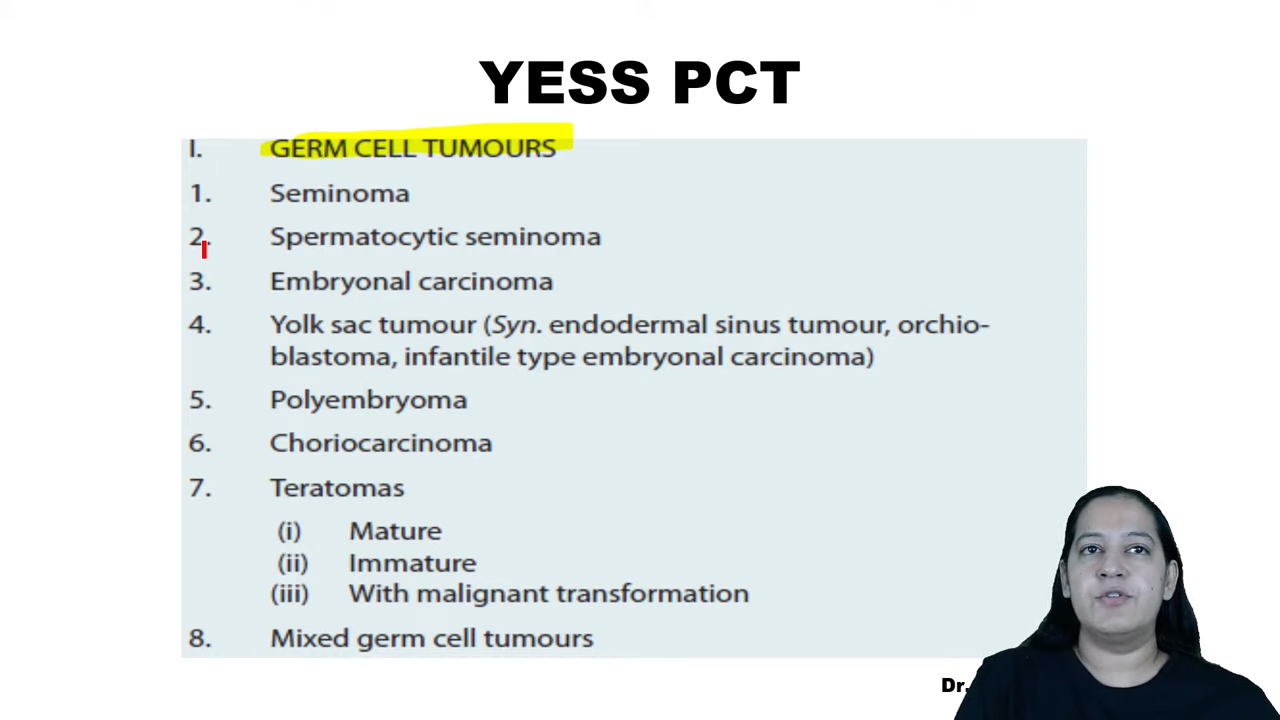 YESS PCT
I. GERM CELL TUMOURS
1. Seminoma
2. Spermatocytic seminoma
3. Embryonal carcinoma
4. Yolk sac tumour (Syn. endodermal sinus tumour, orchio-
blastoma, infantile type embryonal carcinoma)
5. Polyembryoma
6. Choriocarcinoma
7. Teratomas
(i) Mature
(ii) Immature
(iii) With malignant transformation
8. Mixed germ cell tumours
Dr.